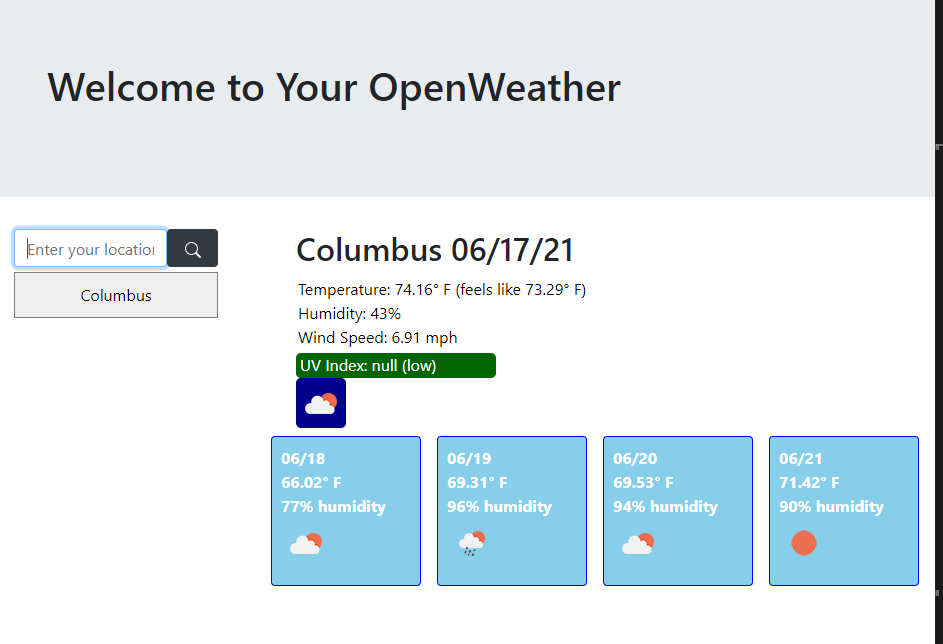 Welcome to Your OpenWeather
Enter your location
Columbus
Columbus 06/17/21
Temperature: 74.16° F (feels like 73.29° F)
Humidity: 43%
Wind Speed: 6.91 mph
UV Index: null (low)
06/18
66.02° F
77% humidity
06/19
69.31° F
96% humidity
06/20
69.53° F
94% humidity
06/21
71.42° F
90% humidity